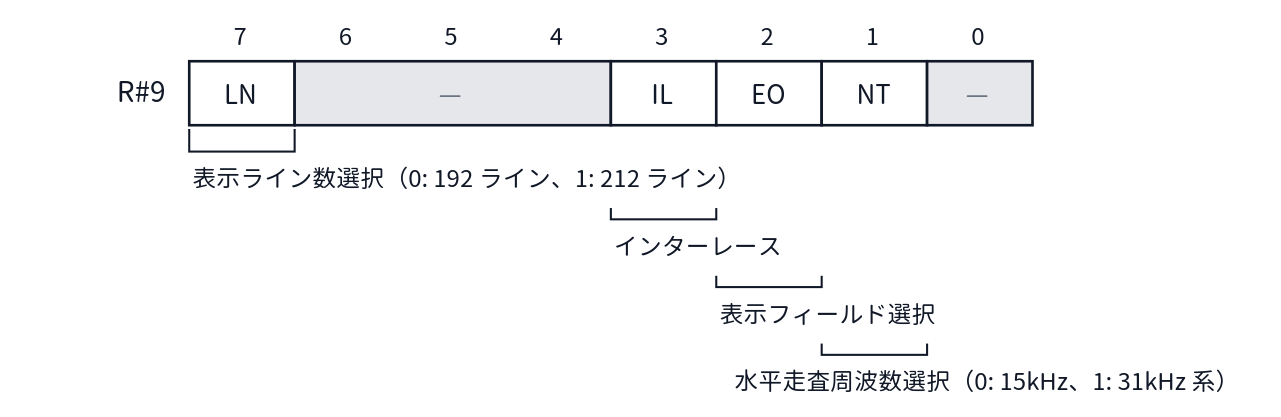 7 6 5 4 3 2 1 0
R#9 LN — IL EO NT —
表示ライン数選択（0: 192 ライン、1: 212 ライン）
インターレース
表示フィールド選択
水平走査周波数選択（0: 15kHz、1: 31kHz 系）